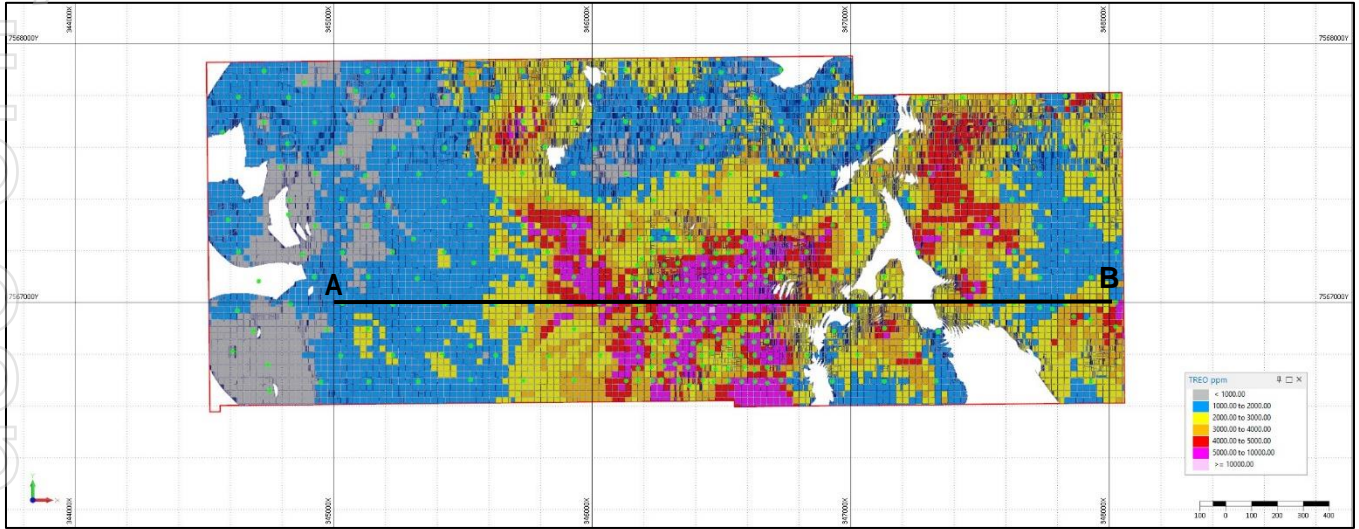 344000X
345000X
346000X
347000X
348000X
7568000Y
7568000Y
A
B
7567000Y
7567000Y
TREO ppm
< 1000.00
1000.00 to 2000.00
2000.00 to 3000.00
3000.00 to 4000.00
4000.00 to 5000.00
5000.00 to 10000.00
>= 10000.00
344000X
345000X
346000X
347000X
348000X
100 0 100 200 300 400